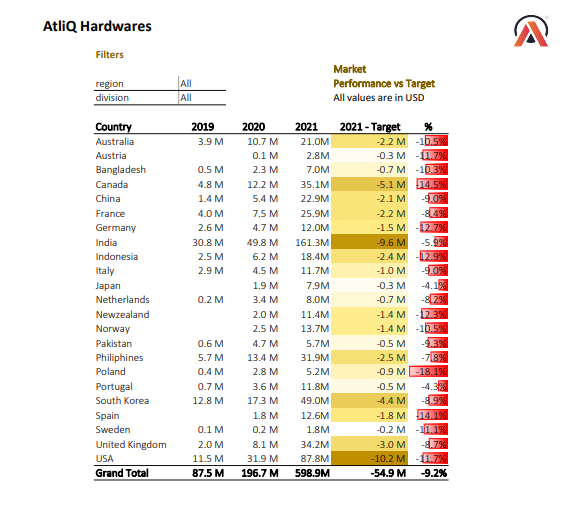 AtliQ Hardwares
Filters
Market
region All Performance vs Target
division All All values are in USD
Country 2019 2020 2021 2021 - Target %
Australia 3.9 M 10.7 M 21.0M -2.2 M -10.5%
Austria 0.1 M 2.8M -0.3 M -11.7%
Bangladesh 0.5 M 2.3 M 7.0M -0.7 M -10.3%
Canada 4.8 M 12.2 M 35.1M -5.1 M -14.5%
China 1.4 M 5.4 M 22.9M -2.1 M -9.0%
France 4.0 M 7.5 M 25.9M -2.2 M -8.4%
Germany 2.6 M 4.7 M 12.0M -1.5 M -12.7%
India 30.8 M 49.8 M 161.3M -9.6 M -5.9%
Indonesia 2.5 M 6.2 M 18.4M -2.4 M -12.9%
Italy 2.9 M 4.5 M 11.7M -1.0 M -9.0%
Japan 1.9 M 7.9M -0.3 M -4.1%
Netherlands 0.2 M 3.4 M 8.0M -0.7 M -8.2%
Newzealand 2.0 M 11.4M -1.4 M -12.3%
Norway 2.5 M 13.7M -1.4 M -10.5%
Pakistan 0.6 M 4.7 M 5.7M -0.5 M -9.3%
Philiphines 5.7 M 13.4 M 31.9M -2.5 M -7.8%
Poland 0.4 M 2.8 M 5.2M -0.9 M -18.1%
Portugal 0.7 M 3.6 M 11.8M -0.5 M -4.3%
South Korea 12.8 M 17.3 M 49.0M -4.4 M -8.9%
Spain 1.8 M 12.6M -1.8 M -14.1%
Sweden 0.1 M 0.2 M 1.8M -0.2 M -11.1%
United Kingdom 2.0 M 8.1 M 34.2M -3.0 M -8.7%
USA 11.5 M 31.9 M 87.8M -10.2 M -11.7%
Grand Total 87.5 M 196.7 M 598.9M -54.9 M -9.2%